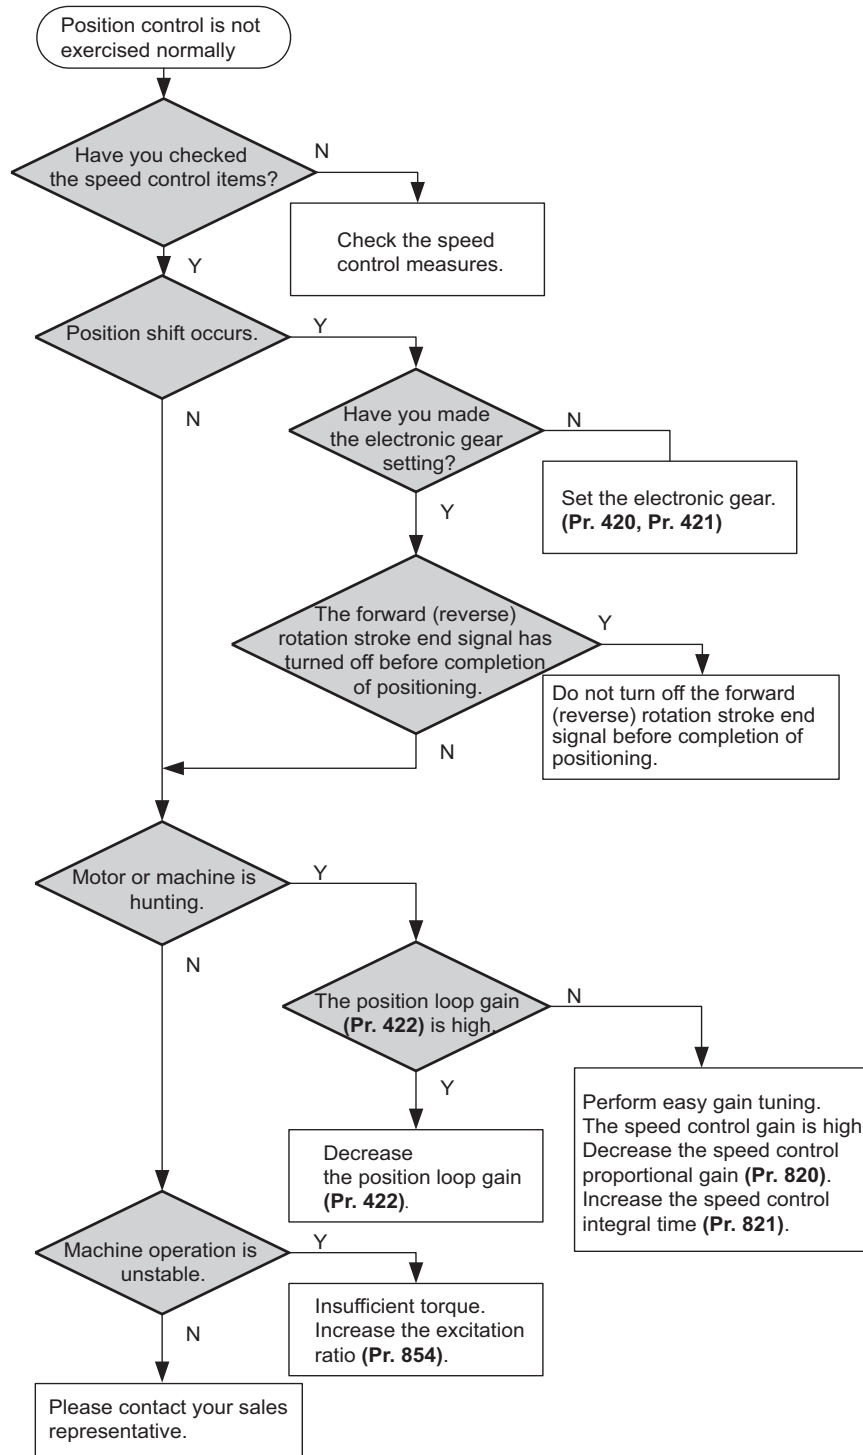 Position control is not
exercised normally
Have you checked
the speed control items?
N
Check the speed
control measures.
Y
Position shift occurs.
Y
N
Have you made
the electronic gear
setting?
N
Set the electronic gear.
(Pr. 420, Pr. 421)
Y
The forward (reverse)
rotation stroke end signal has
turned off before completion
of positioning.
Y
Do not turn off the forward
(reverse) rotation stroke end
signal before completion of
positioning.
N
Motor or machine is
hunting.
Y
N
The position loop gain
(Pr. 422) is high.
N
Y
Perform easy gain tuning.
The speed control gain is high
Decrease the speed control
proportional gain (Pr. 820).
Increase the speed control
integral time (Pr. 821).
Decrease
the position loop gain
(Pr. 422).
Machine operation is
unstable.
Y
Insufficient torque.
Increase the excitation
ratio (Pr. 854).
N
Please contact your sales
representative.